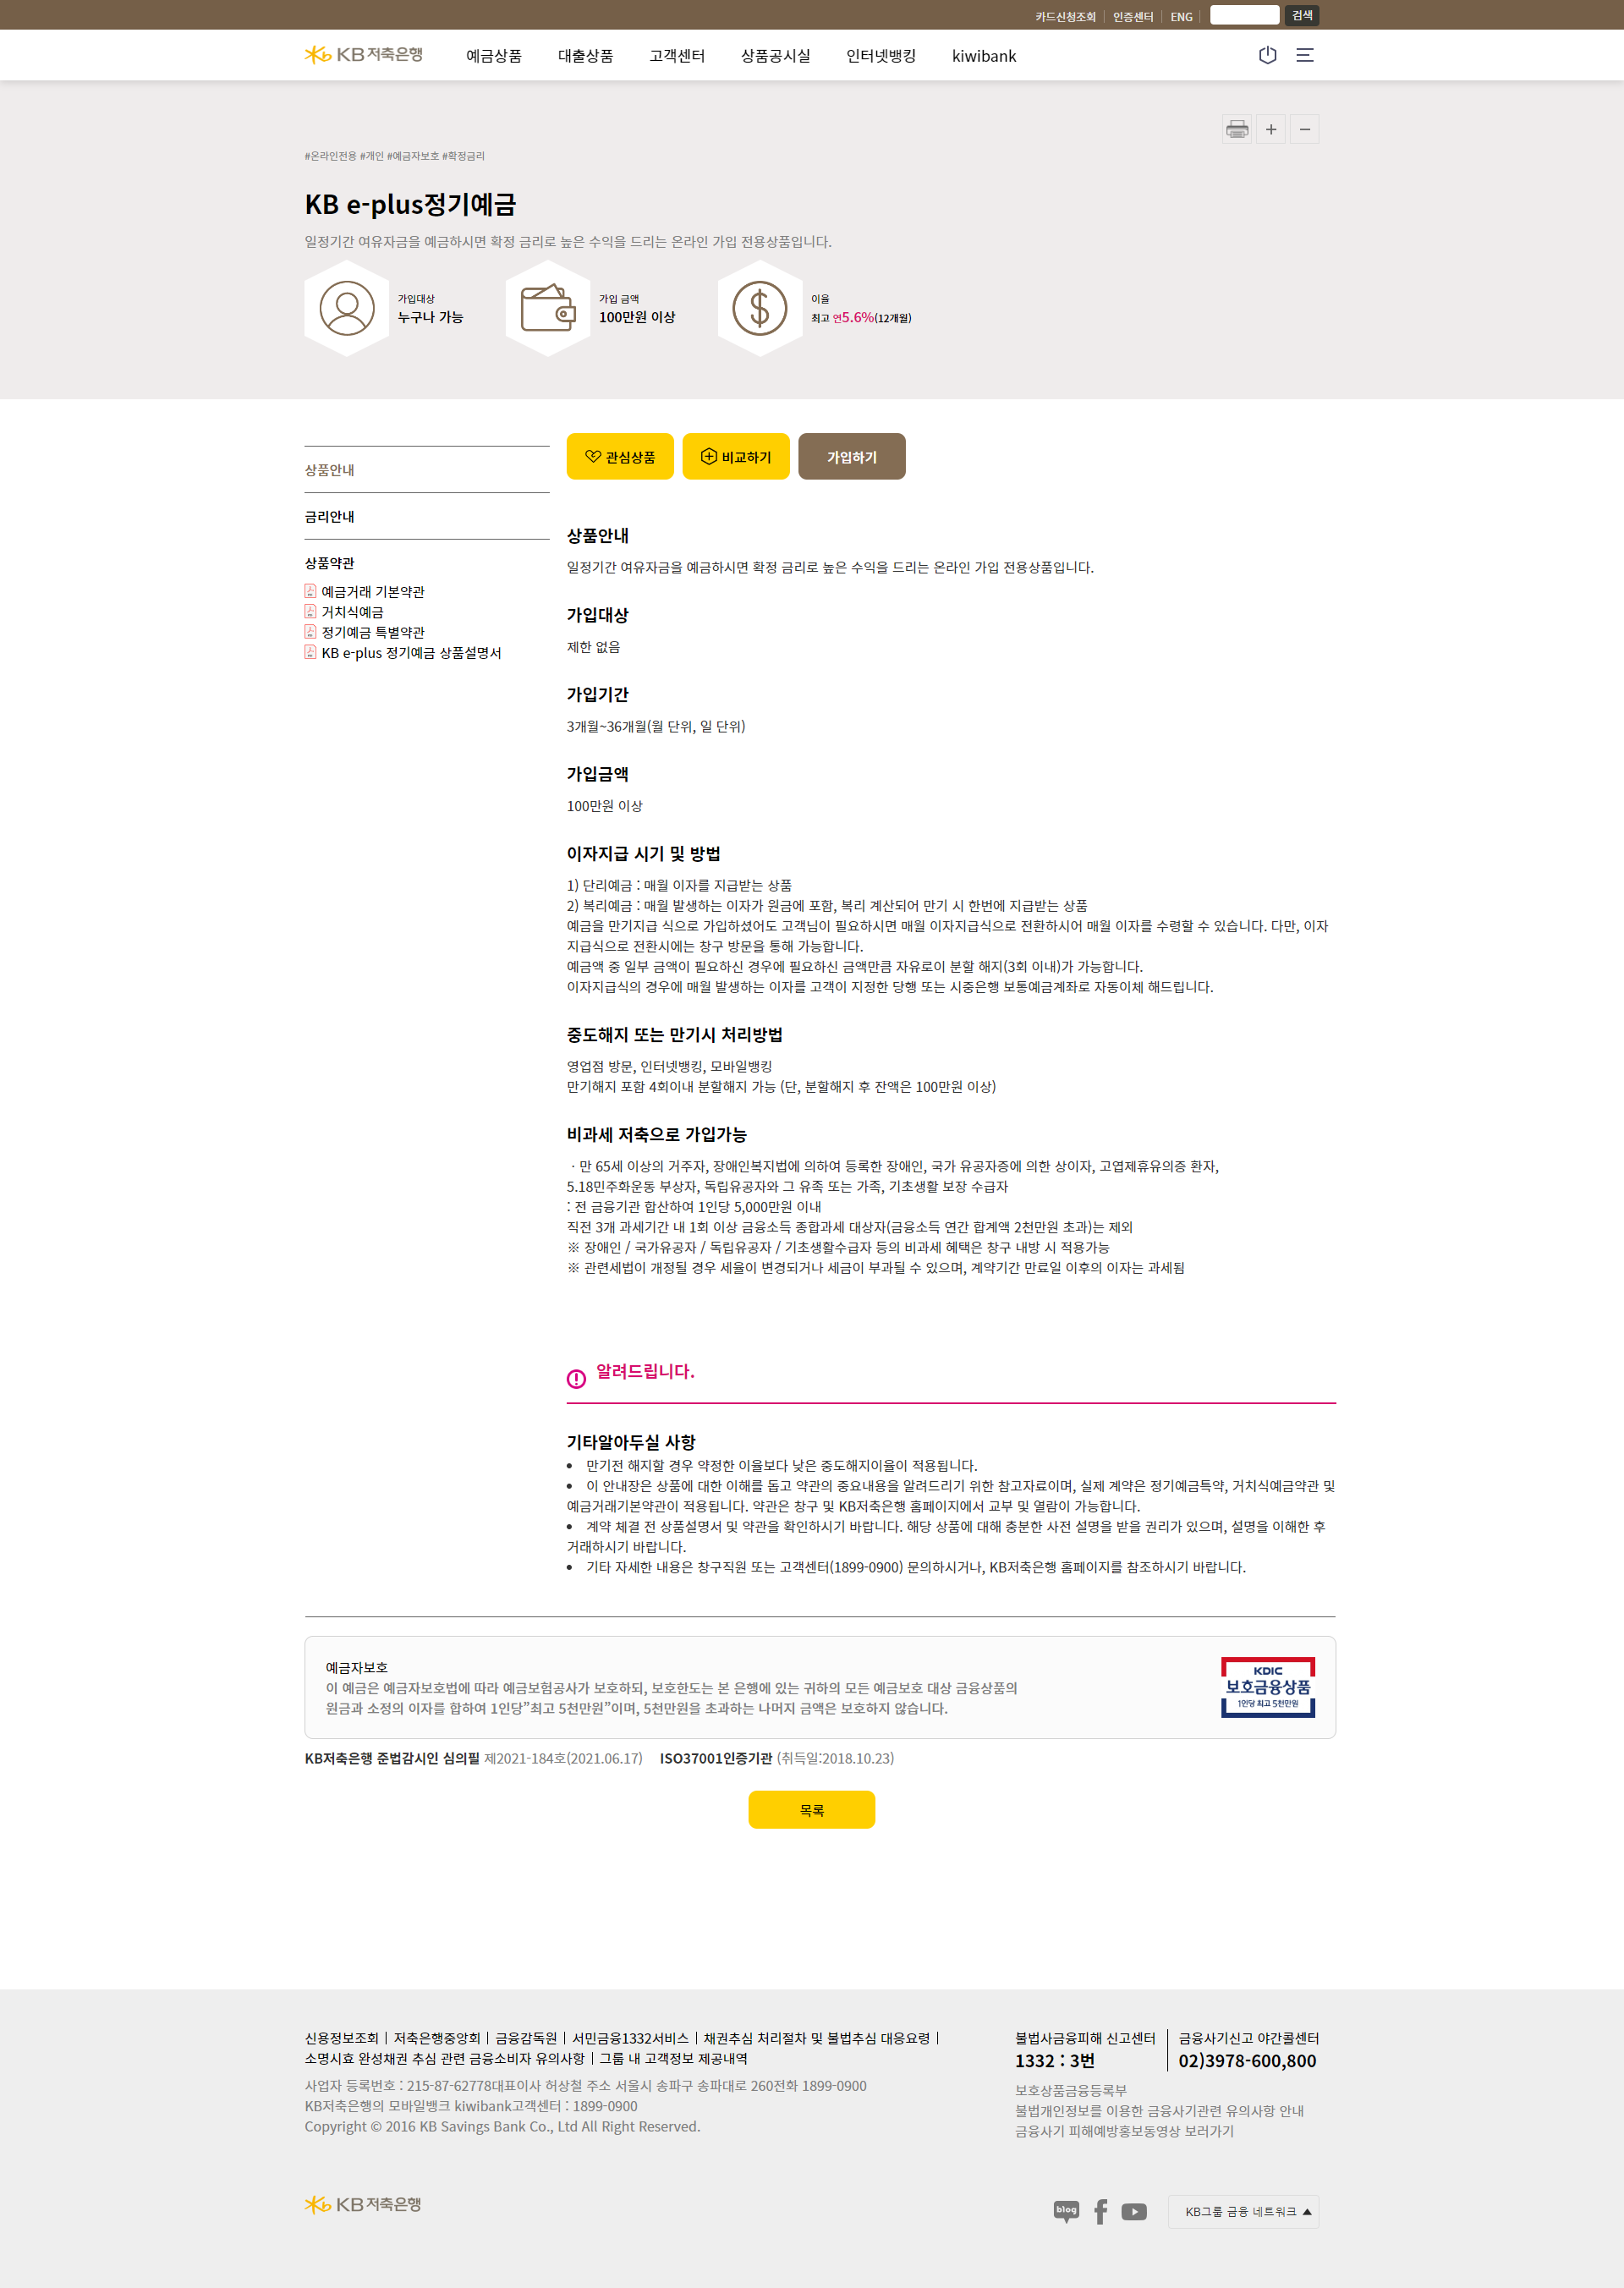 카드신청조회 인증센터 ENG 검색
KB저축은행 예금상품 대출상품 고객센터 상품공시실 인터넷뱅킹 kiwibank
#온라인전용 #개인 #예금자보호 #확정금리
KB e-plus정기예금
일정기간 여유자금을 예금하시면 확정 금리로 높은 수익을 드리는 온라인 가입 전용상품입니다.
가입대상
누구나 가능
가입 금액
100만원 이상
이율
최고 연5.6%(12개월)
상품안내
금리안내
상품약관
예금거래 기본약관
거치식예금
정기예금 특별약관
KB e-plus 정기예금 상품설명서
관심상품 비교하기 가입하기
상품안내
일정기간 여유자금을 예금하시면 확정 금리로 높은 수익을 드리는 온라인 가입 전용상품입니다.
가입대상
제한 없음
가입기간
3개월~36개월(월 단위, 일 단위)
가입금액
100만원 이상
이자지급 시기 및 방법
1) 단리예금 : 매월 이자를 지급받는 상품
2) 복리예금 : 매월 발생하는 이자가 원금에 포함, 복리 계산되어 만기 시 한번에 지급받는 상품
예금을 만기지급 식으로 가입하셨어도 고객님이 필요하시면 매월 이자지급식으로 전환하시어 매월 이자를 수령할 수 있습니다. 다만, 이자
지급식으로 전환시에는 창구 방문을 통해 가능합니다.
예금액 중 일부 금액이 필요하신 경우에 필요하신 금액만큼 자유로이 분할 해지(3회 이내)가 가능합니다.
이자지급식의 경우에 매월 발생하는 이자를 고객이 지정한 당행 또는 시중은행 보통예금계좌로 자동이체 해드립니다.
중도해지 또는 만기시 처리방법
영업점 방문, 인터넷뱅킹, 모바일뱅킹
만기해지 포함 4회이내 분할해지 가능 (단, 분할해지 후 잔액은 100만원 이상)
비과세 저축으로 가입가능
ㆍ만 65세 이상의 거주자, 장애인복지법에 의하여 등록한 장애인, 국가 유공자증에 의한 상이자, 고엽제휴유의증 환자,
5.18민주화운동 부상자, 독립유공자와 그 유족 또는 가족, 기초생활 보장 수급자
: 전 금융기관 합산하여 1인당 5,000만원 이내
직전 3개 과세기간 내 1회 이상 금융소득 종합과세 대상자(금융소득 연간 합계액 2천만원 초과)는 제외
※ 장애인 / 국가유공자 / 독립유공자 / 기초생활수급자 등의 비과세 혜택은 창구 내방 시 적용가능
※ 관련세법이 개정될 경우 세율이 변경되거나 세금이 부과될 수 있으며, 계약기간 만료일 이후의 이자는 과세됨
알려드립니다.
기타알아두실 사항
• 만기전 해지할 경우 약정한 이율보다 낮은 중도해지이율이 적용됩니다.
• 이 안내장은 상품에 대한 이해를 돕고 약관의 중요내용을 알려드리기 위한 참고자료이며, 실제 계약은 정기예금특약, 거치식예금약관 및
예금거래기본약관이 적용됩니다. 약관은 창구 및 KB저축은행 홈페이지에서 교부 및 열람이 가능합니다.
• 계약 체결 전 상품설명서 및 약관을 확인하시기 바랍니다. 해당 상품에 대해 충분한 사전 설명을 받을 권리가 있으며, 설명을 이해한 후
거래하시기 바랍니다.
• 기타 자세한 내용은 창구직원 또는 고객센터(1899-0900) 문의하시거나, KB저축은행 홈페이지를 참조하시기 바랍니다.
예금자보호
이 예금은 예금자보호법에 따라 예금보험공사가 보호하되, 보호한도는 본 은행에 있는 귀하의 모든 예금보호 대상 금융상품의
원금과 소정의 이자를 합하여 1인당”최고 5천만원”이며, 5천만원을 초과하는 나머지 금액은 보호하지 않습니다.
KDIC
보호금융상품
1인당 최고 5천만원
KB저축은행 준법감시인 심의필 제2021-184호(2021.06.17) ISO37001인증기관 (취득일:2018.10.23)
목록
신용정보조회 | 저축은행중앙회 | 금융감독원 | 서민금융1332서비스 | 채권추심 처리절차 및 불법추심 대응요령 |
소명시효 완성채권 추심 관련 금융소비자 유의사항 | 그룹 내 고객정보 제공내역
사업자 등록번호 : 215-87-62778대표이사 허상철 주소 서울시 송파구 송파대로 260전화 1899-0900
KB저축은행의 모바일뱅크 kiwibank고객센터 : 1899-0900
Copyright © 2016 KB Savings Bank Co., Ltd All Right Reserved.
불법사금융피해 신고센터
1332 : 3번
금융사기신고 야간콜센터
02)3978-600,800
보호상품금융등록부
불법개인정보를 이용한 금융사기관련 유의사항 안내
금융사기 피해예방홍보동영상 보러가기
KB저축은행
blog
KB그룹 금융 네트워크